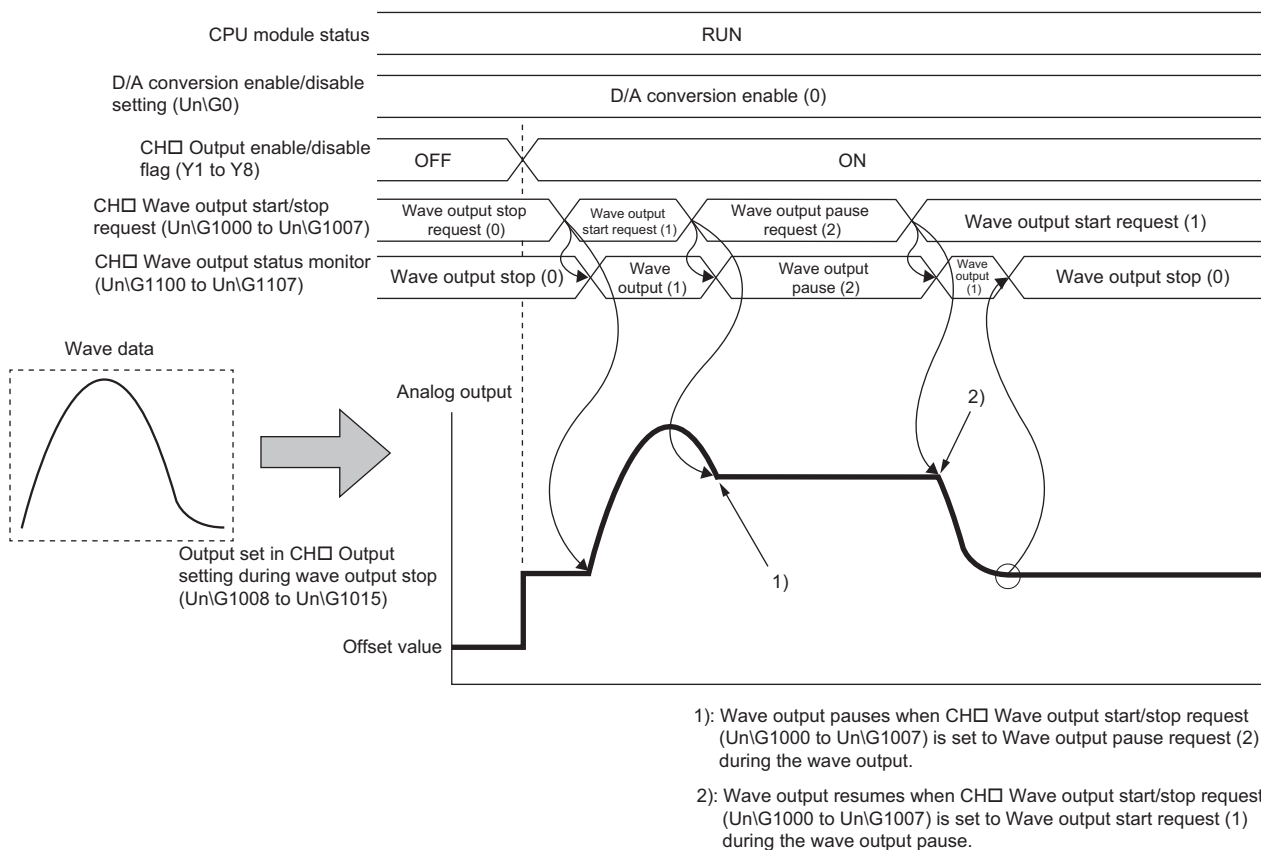 CPU module status
RUN
D/A conversion enable/disable
setting (Un\G0)
D/A conversion enable (0)
CH□ Output enable/disable
flag (Y1 to Y8)
OFF
ON
CH□ Wave output start/stop
request (Un\G1000 to Un\G1007)
Wave output stop
request (0)
Wave output
start request (1)
Wave output pause
request (2)
Wave output start request (1)
CH□ Wave output status monitor
(Un\G1100 to Un\G1107)
Wave output stop (0)
Wave
output (1)
Wave output
pause (2)
Wave
output
(1)
Wave output stop (0)
Wave data
Analog output
2)
1)
Output set in CH□ Output
setting during wave output stop
(Un\G1008 to Un\G1015)
Offset value
1): Wave output pauses when CH□ Wave output start/stop request
(Un\G1000 to Un\G1007) is set to Wave output pause request (2)
during the wave output.
2): Wave output resumes when CH□ Wave output start/stop request
(Un\G1000 to Un\G1007) is set to Wave output start request (1)
during the wave output pause.